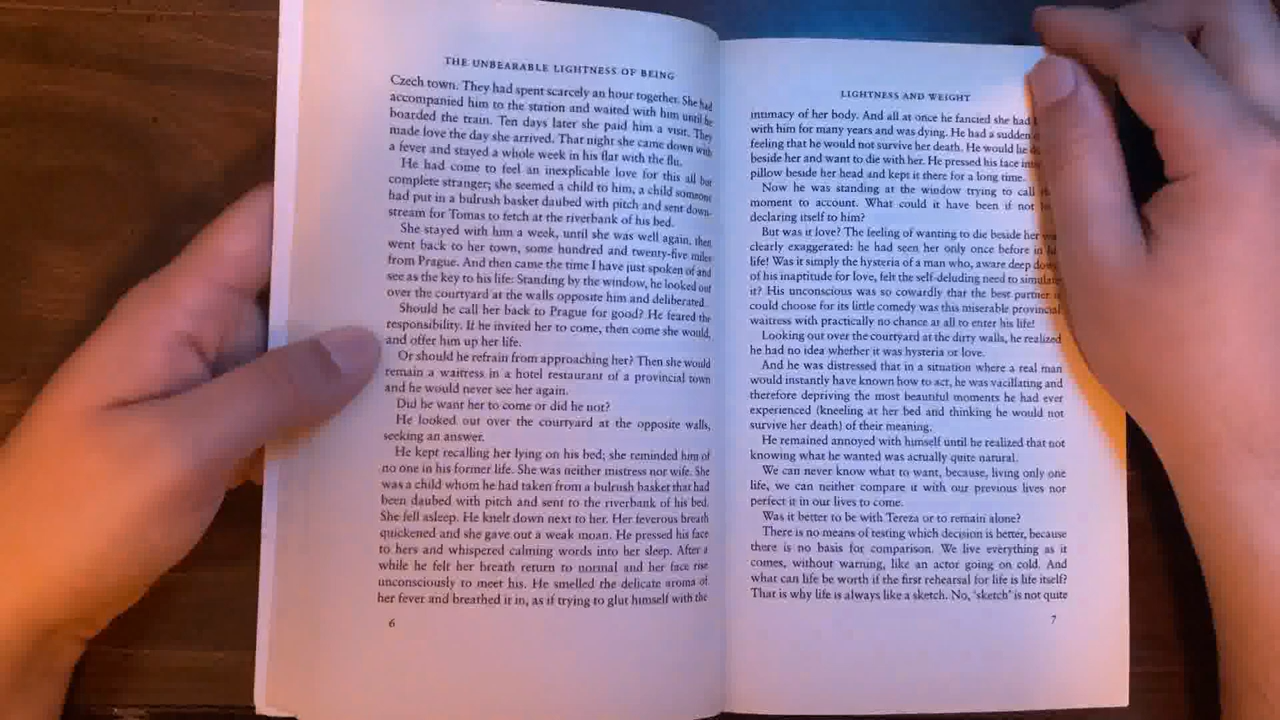 THE UNBEARABLE LIGHTNESS OF BEING
Czech town. They had spent scarcely an hour together. She had
accompanied him to the station and waited with him until he
boarded the train. Ten days later she paid him a visit. They
made love the day she arrived. That night she came down with
a fever and stayed a whole week in his flat with the flu.
He had come to feel an inexplicable love for this all but
complete stranger; she seemed a child to him, a child someone
had put in a bulrush basket daubed with pitch and sent down-
stream for Tomas to fetch at the riverbank of his bed.
She stayed with him a week, until she was well again, then
went back to her town, some hundred and twenty-five miles
from Prague. And then came the time I have just spoken of and
see as the key to his life: Standing by the window, he looked out
over the courtyard at the walls opposite him and deliberated.
Should he call her back to Prague for good? He feared the
responsibility. If he invited her to come, then come she would,
and offer him up her life.
Or should he refrain from approaching her? Then she would
remain a waitress in a hotel restaurant of a provincial town
and he would never see her again.
Did he want her to come or did he not?
He looked out over the courtyard at the opposite walls,
seeking an answer.
He kept recalling her lying on his bed; she reminded him of
no one in his former life. She was neither mistress nor wife. She
was a child whom he had taken from a bulrush basket that had
been daubed with pitch and sent to the riverbank of his bed.
She fell asleep. He knelt down next to her. Her feverous breath
quickened and she gave out a weak moan. He pressed his face
to hers and whispered calming words into her sleep. After a
while he felt her breath return to normal and her face rise
unconsciously to meet his. He smelled the delicate aroma of
her fever and breathed it in, as if trying to glut himself with the
6
LIGHTNESS AND WEIGHT
intimacy of her body. And all at once he fancied she had
with him for many years and was dying. He had a sudden
feeling that he would not survive her death. He would lie
beside her and want to die with her. He pressed his face into
pillow beside her head and kept it there for a long time.
Now he was standing at the window trying to call
moment to account. What could it have been if not
declaring itself to him?
But was it love? The feeling of wanting to die beside her was
clearly exaggerated: he had seen her only once before in his
life! Was it simply the hysteria of a man who, aware deep down
of his inaptitude for love, felt the self-deluding need to simulate
it? His unconscious was so cowardly that the best partner it
could choose for its little comedy was this miserable provincial
waitress with practically no chance at all to enter his life!
Looking out over the courtyard at the dirty walls, he realized
he had no idea whether it was hysteria or love.
And he was distressed that in a situation where a real man
would instantly have known how to act, he was vacillating and
therefore depriving the most beautiful moments he had ever
experienced (kneeling at her bed and thinking he would not
survive her death) of their meaning.
He remained annoyed with himself until he realized that not
knowing what he wanted was actually quite natural.
We can never know what to want, because, living only one
life, we can neither compare it with our previous lives nor
perfect it in our lives to come.
Was it better to be with Tereza or to remain alone?
There is no means of testing which decision is better, because
there is no basis for comparison. We live everything as it
comes, without warning, like an actor going on cold. And
what can life be worth if the first rehearsal for life is life itself?
That is why life is always like a sketch. No, 'sketch' is not quite
7